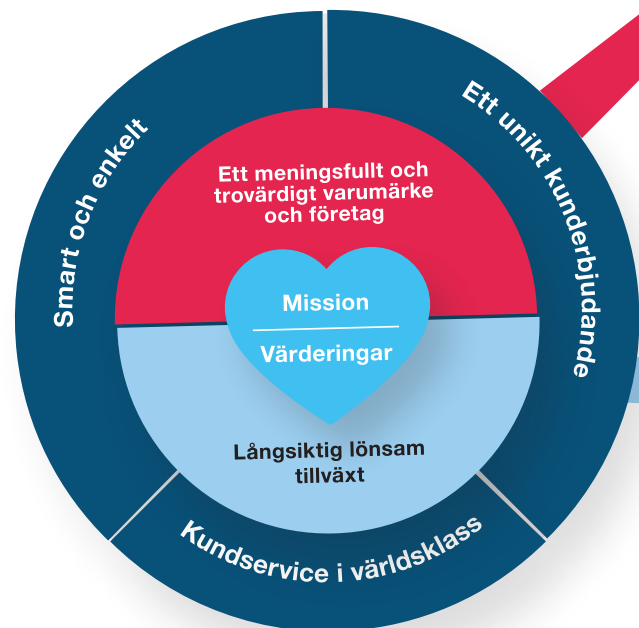 Smart och enkelt
Ett unikt kunderbjudande
Ett meningsfullt och
trovärdigt varumärke
och företag
Mission
Värderingar
Långsiktig lönsam
tillväxt
Kundservice i världsklass